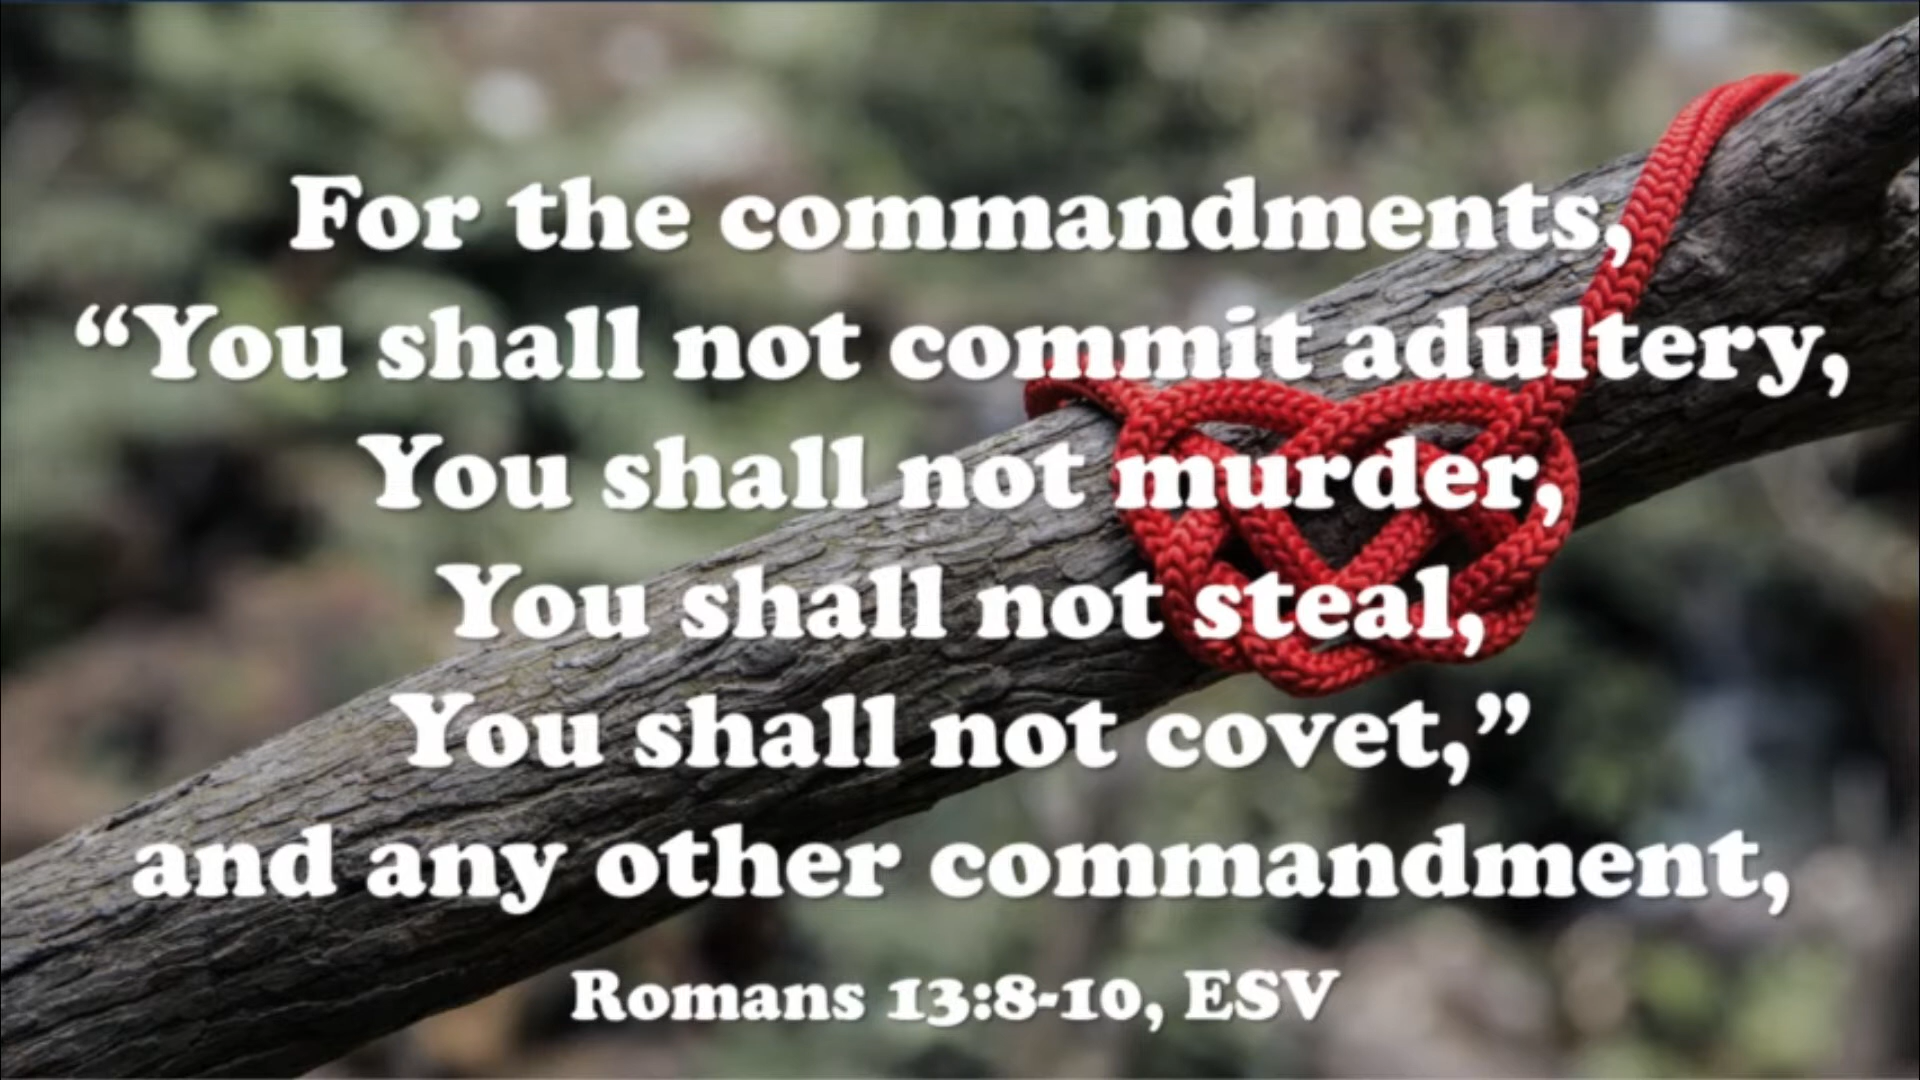 For the commandments,
“You shall not commit adultery,
You shall not murder,
You shall not steal,
You shall not covet,”
and any other commandment,
Romans 13:8-10, ESV